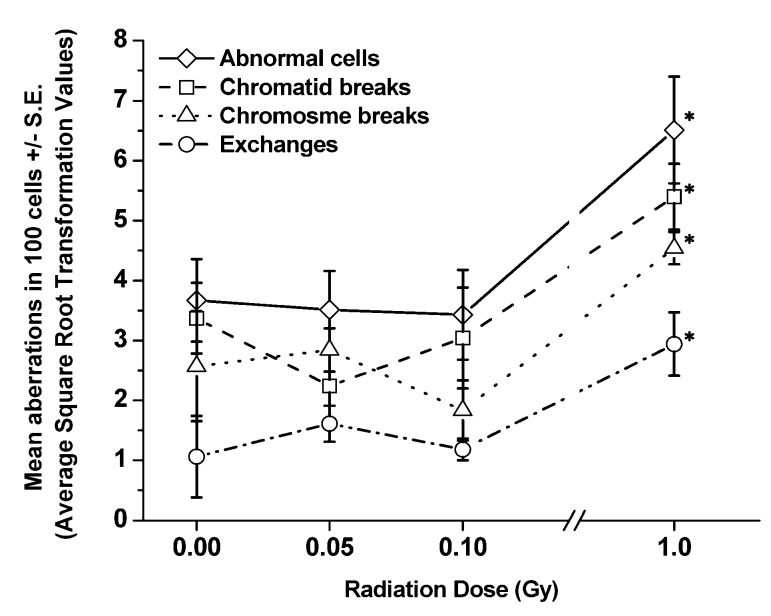 Mean aberrations in 100 cells +/- S.E.
(Average Square Root Transformation Values)
8
7
6
5
4
3
2
1
0
Abnormal cells
Chromatid breaks
Chromosme breaks
Exchanges
*
*
*
*
0.00 0.05 0.10 1.0
Radiation Dose (Gy)